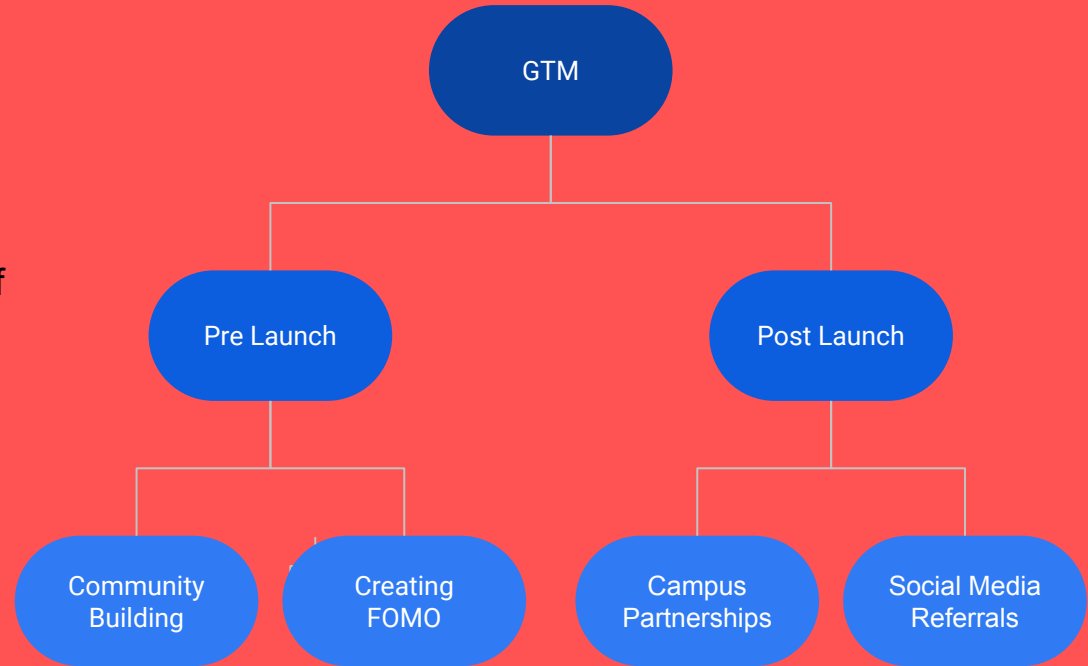 GTM
f
Pre Launch
Post Launch
Community
Building
Creating
FOMO
Campus
Partnerships
Social Media
Referrals